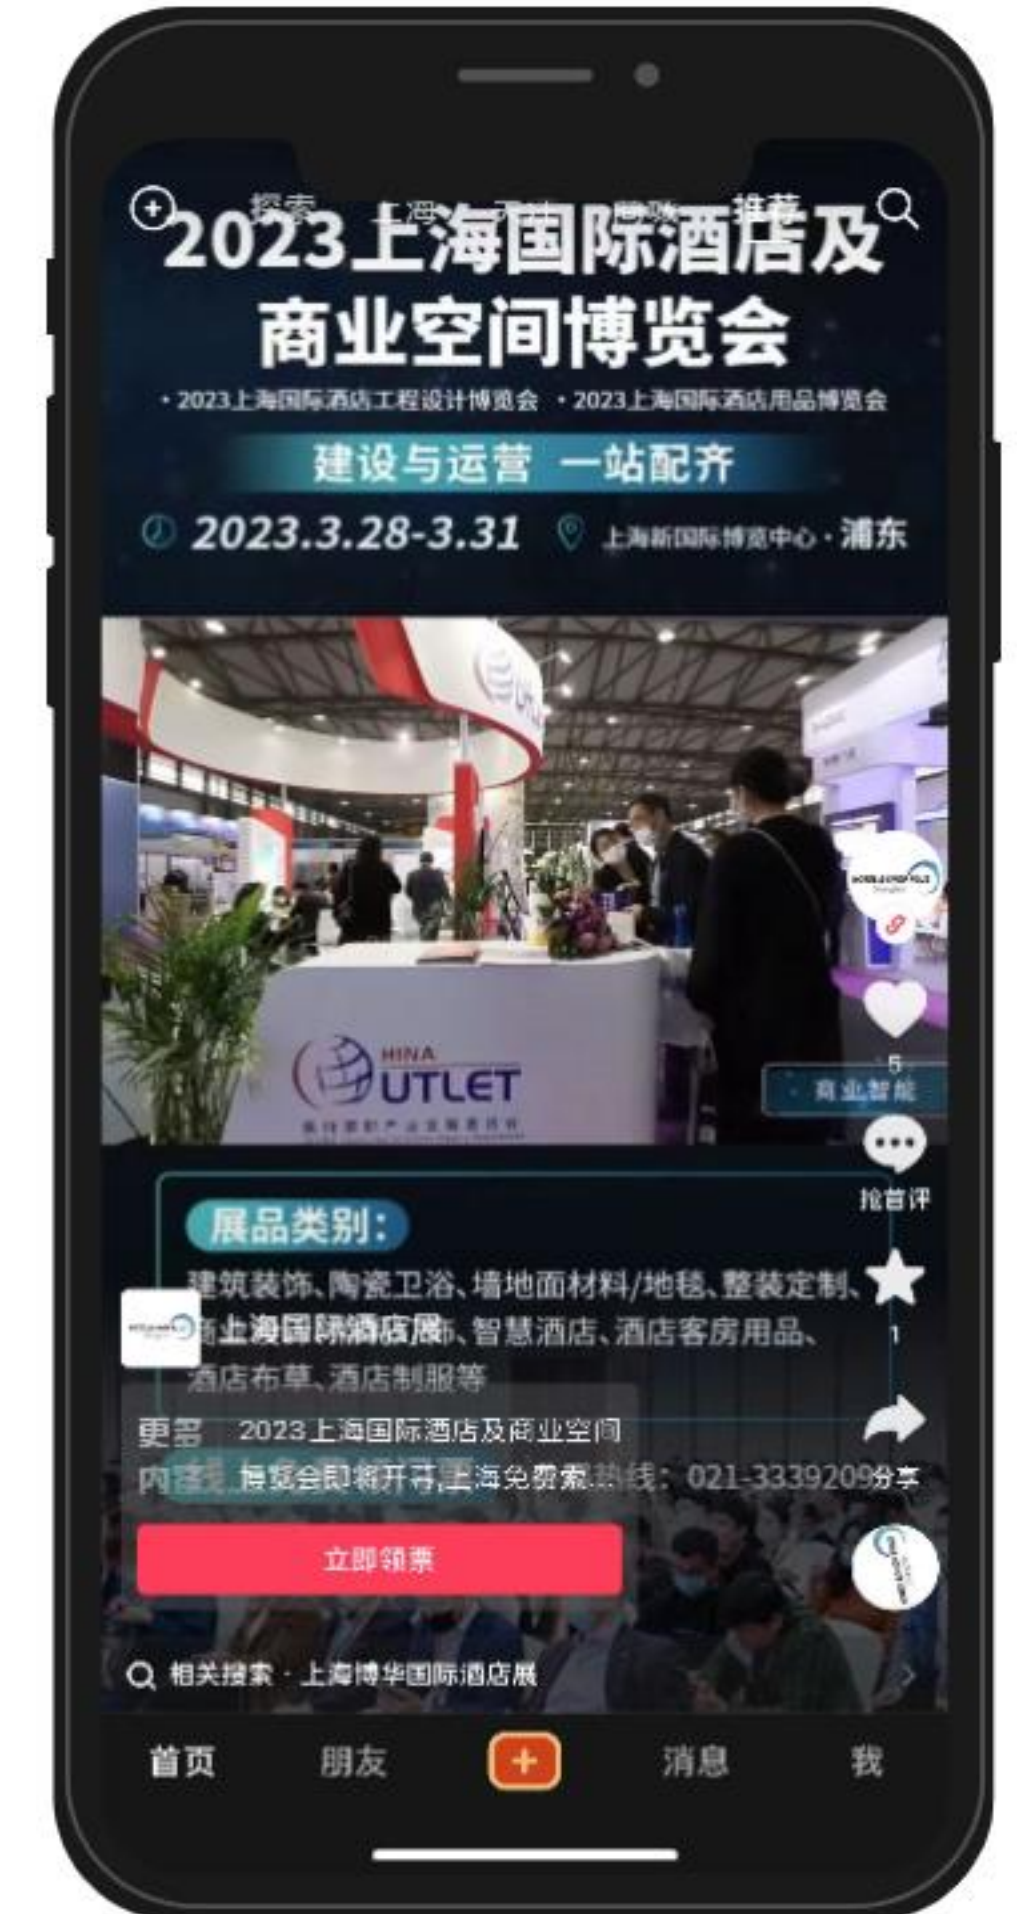 探索 上海 关注 推荐
2023上海国际酒店及
商业空间博览会
·2023上海国际酒店工程设计博览会 ·2023上海国际酒店用品博览会
建设与运营 一站配齐
2023.3.28-3.31 上海新国际博览中心·浦东
HINA
UTLET
5
商业智能
抢首评
展品类别：
建筑装饰、陶瓷卫浴、墙地面材料/地毯、整装定制、
上海国际酒店展
、智慧酒店、酒店客房用品、
1
酒店布草、酒店制服等
更多 2023上海国际酒店及商业空间
内容 博览会即将开幕,上海免费索...
热线：021-3339209
分享
立即领票
相关搜索·上海博华国际酒店展
首页 朋友 消息 我